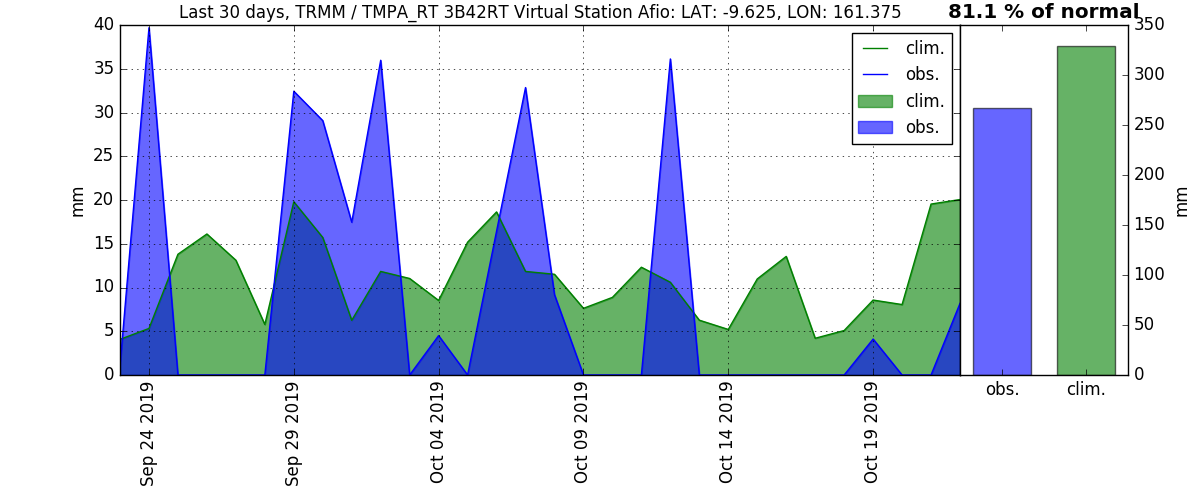 Last 30 days, TRMM / TMPA_RT 3B42RT Virtual Station Afio: LAT: -9.625, LON: 161.375
81.1 % of normal
40
35
30
25
20
15
10
5
0
mm
clim.
obs.
clim.
obs.
350
300
250
200
150
100
50
0
mm
obs.
clim.
Sep 24 2019
Sep 29 2019
Oct 04 2019
Oct 09 2019
Oct 14 2019
Oct 19 2019